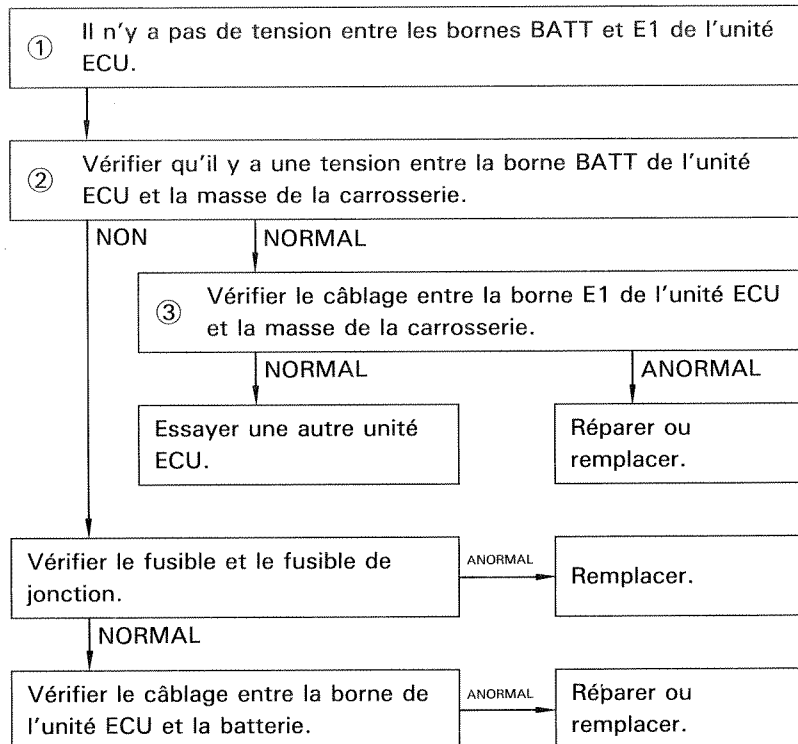 ① Il n'y a pas de tension entre les bornes BATT et E1 de l'unité
ECU.
② Vérifier qu'il y a une tension entre la borne BATT de l'unité
ECU et la masse de la carrosserie.
NON
NORMAL
③ Vérifier le câblage entre la borne E1 de l'unité ECU
et la masse de la carrosserie.
NORMAL
ANORMAL
Essayer une autre unité
ECU.
Réparer ou
remplacer.
Vérifier le fusible et le fusible de
jonction.
ANORMAL
Remplacer.
NORMAL
Vérifier le câblage entre la borne de
l'unité ECU et la batterie.
ANORMAL
Réparer ou
remplacer.